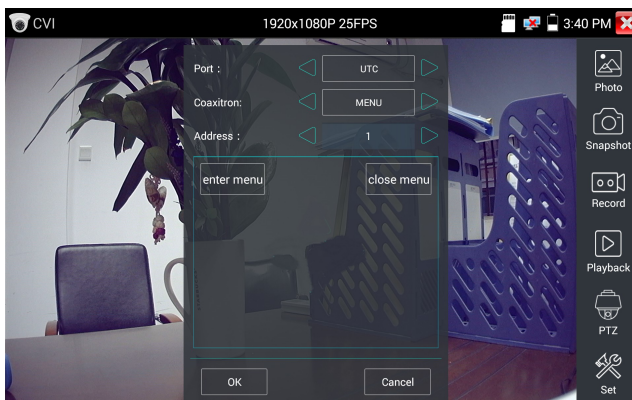 CVI 1920x1080P 25FPS 3:40 PM
Port : UTC
Coaxitron: MENU
Address : 1
enter menu close menu
OK Cancel
Photo
Snapshot
Record
Playback
PTZ
Set